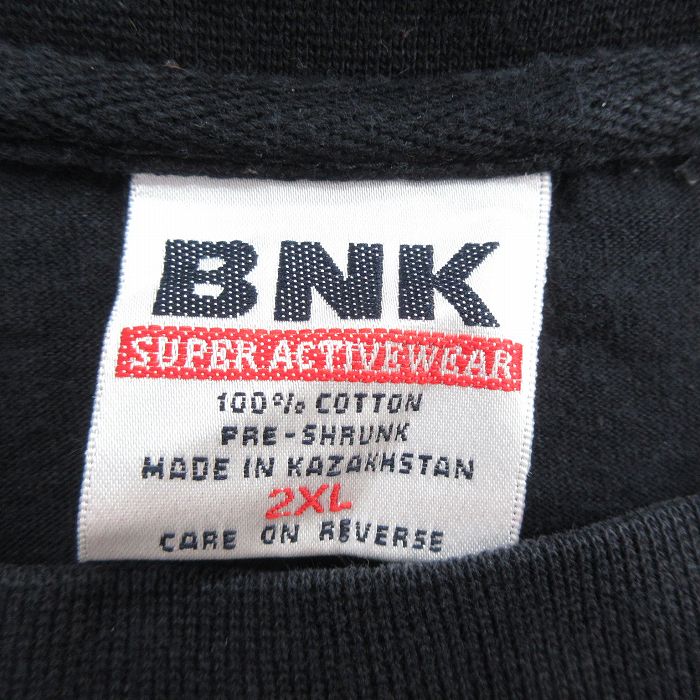 BNK
SUPER ACTIVEWEAR
100% COTTON
PRE-SHRUNK
MADE IN KAZAKHSTAN
2XL
CARE ON REVERSE